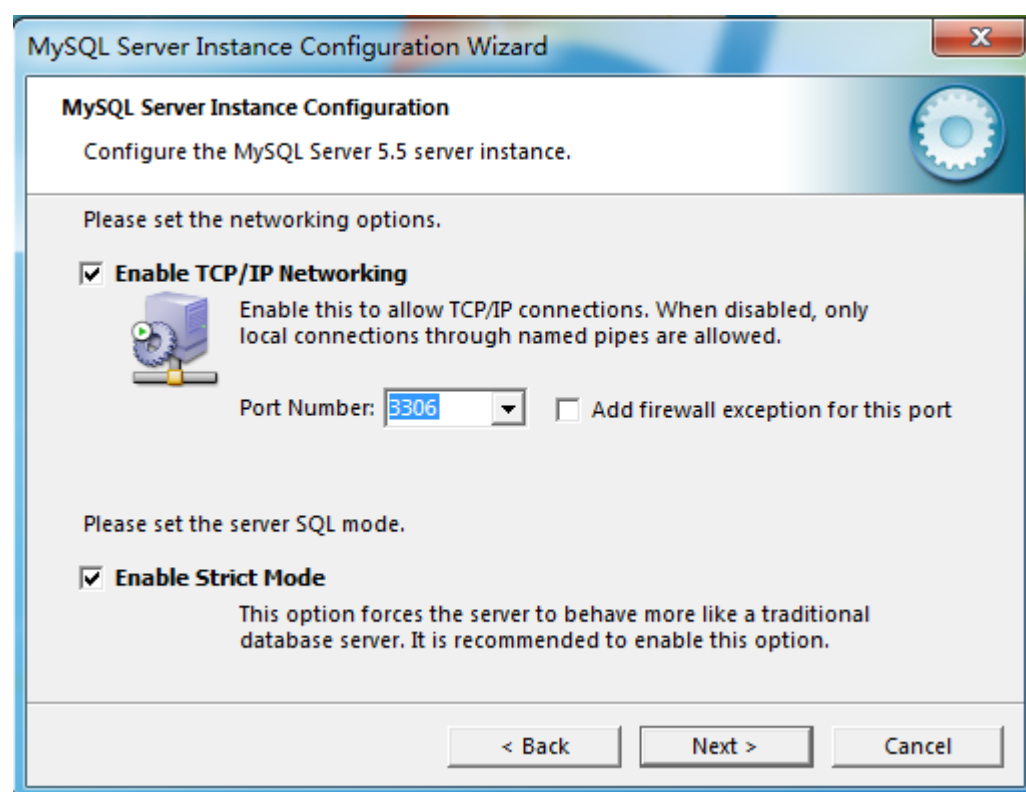 MySQL Server Instance Configuration Wizard
MySQL Server Instance Configuration
Configure the MySQL Server 5.5 server instance.
Please set the networking options.
Enable TCP/IP Networking
Enable this to allow TCP/IP connections. When disabled, only
local connections through named pipes are allowed.
Port Number: 3306 Add firewall exception for this port
Please set the server SQL mode.
Enable Strict Mode
This option forces the server to behave more like a traditional
database server. It is recommended to enable this option.
< Back Next > Cancel